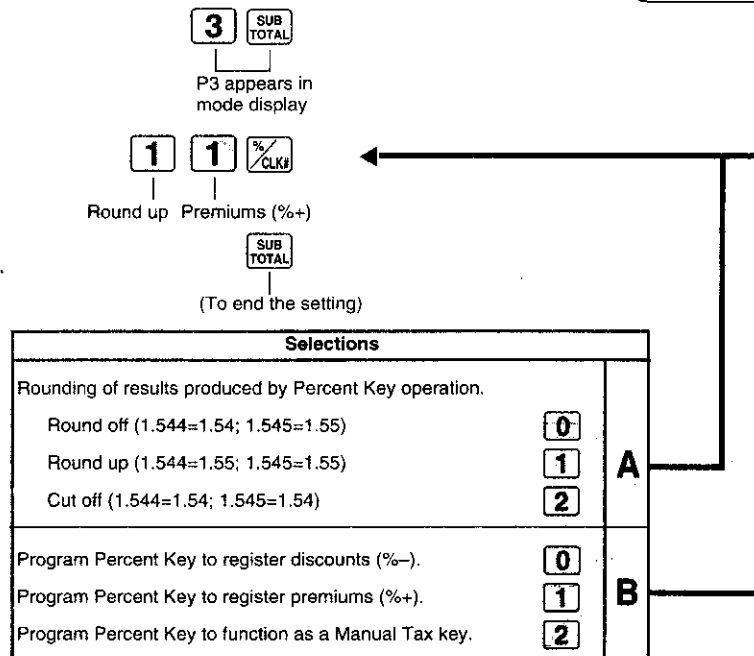 3 SUB TOTAL
P3 appears in
mode display
1 1 %/CLK#
Round up Premiums (%+)
SUB TOTAL
(To end the setting)
Selections
Rounding of results produced by Percent Key operation.
Round off (1.544=1.54; 1.545=1.55) 0
Round up (1.544=1.55; 1.545=1.55) 1
Cut off (1.544=1.54; 1.545=1.54) 2
A
Program Percent Key to register discounts (%–). 0
Program Percent Key to register premiums (%+). 1
Program Percent Key to function as a Manual Tax key. 2
B